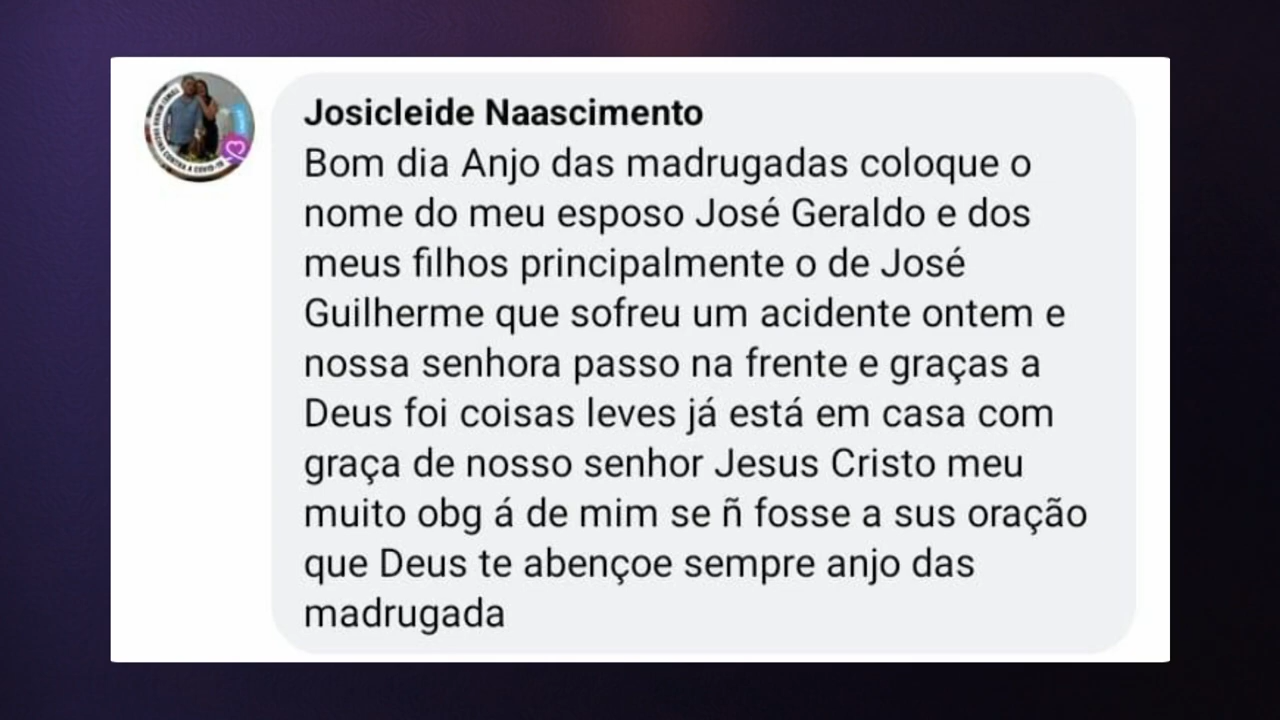 Josicleide Naascimento
Bom dia Anjo das madrugadas coloque o
nome do meu esposo José Geraldo e dos
meus filhos principalmente o de José
Guilherme que sofreu um acidente ontem e
nossa senhora passo na frente e graças a
Deus foi coisas leves já está em casa com
graça de nosso senhor Jesus Cristo meu
muito obg á de mim se ñ fosse a sus oração
que Deus te abençoe sempre anjo das
madrugada